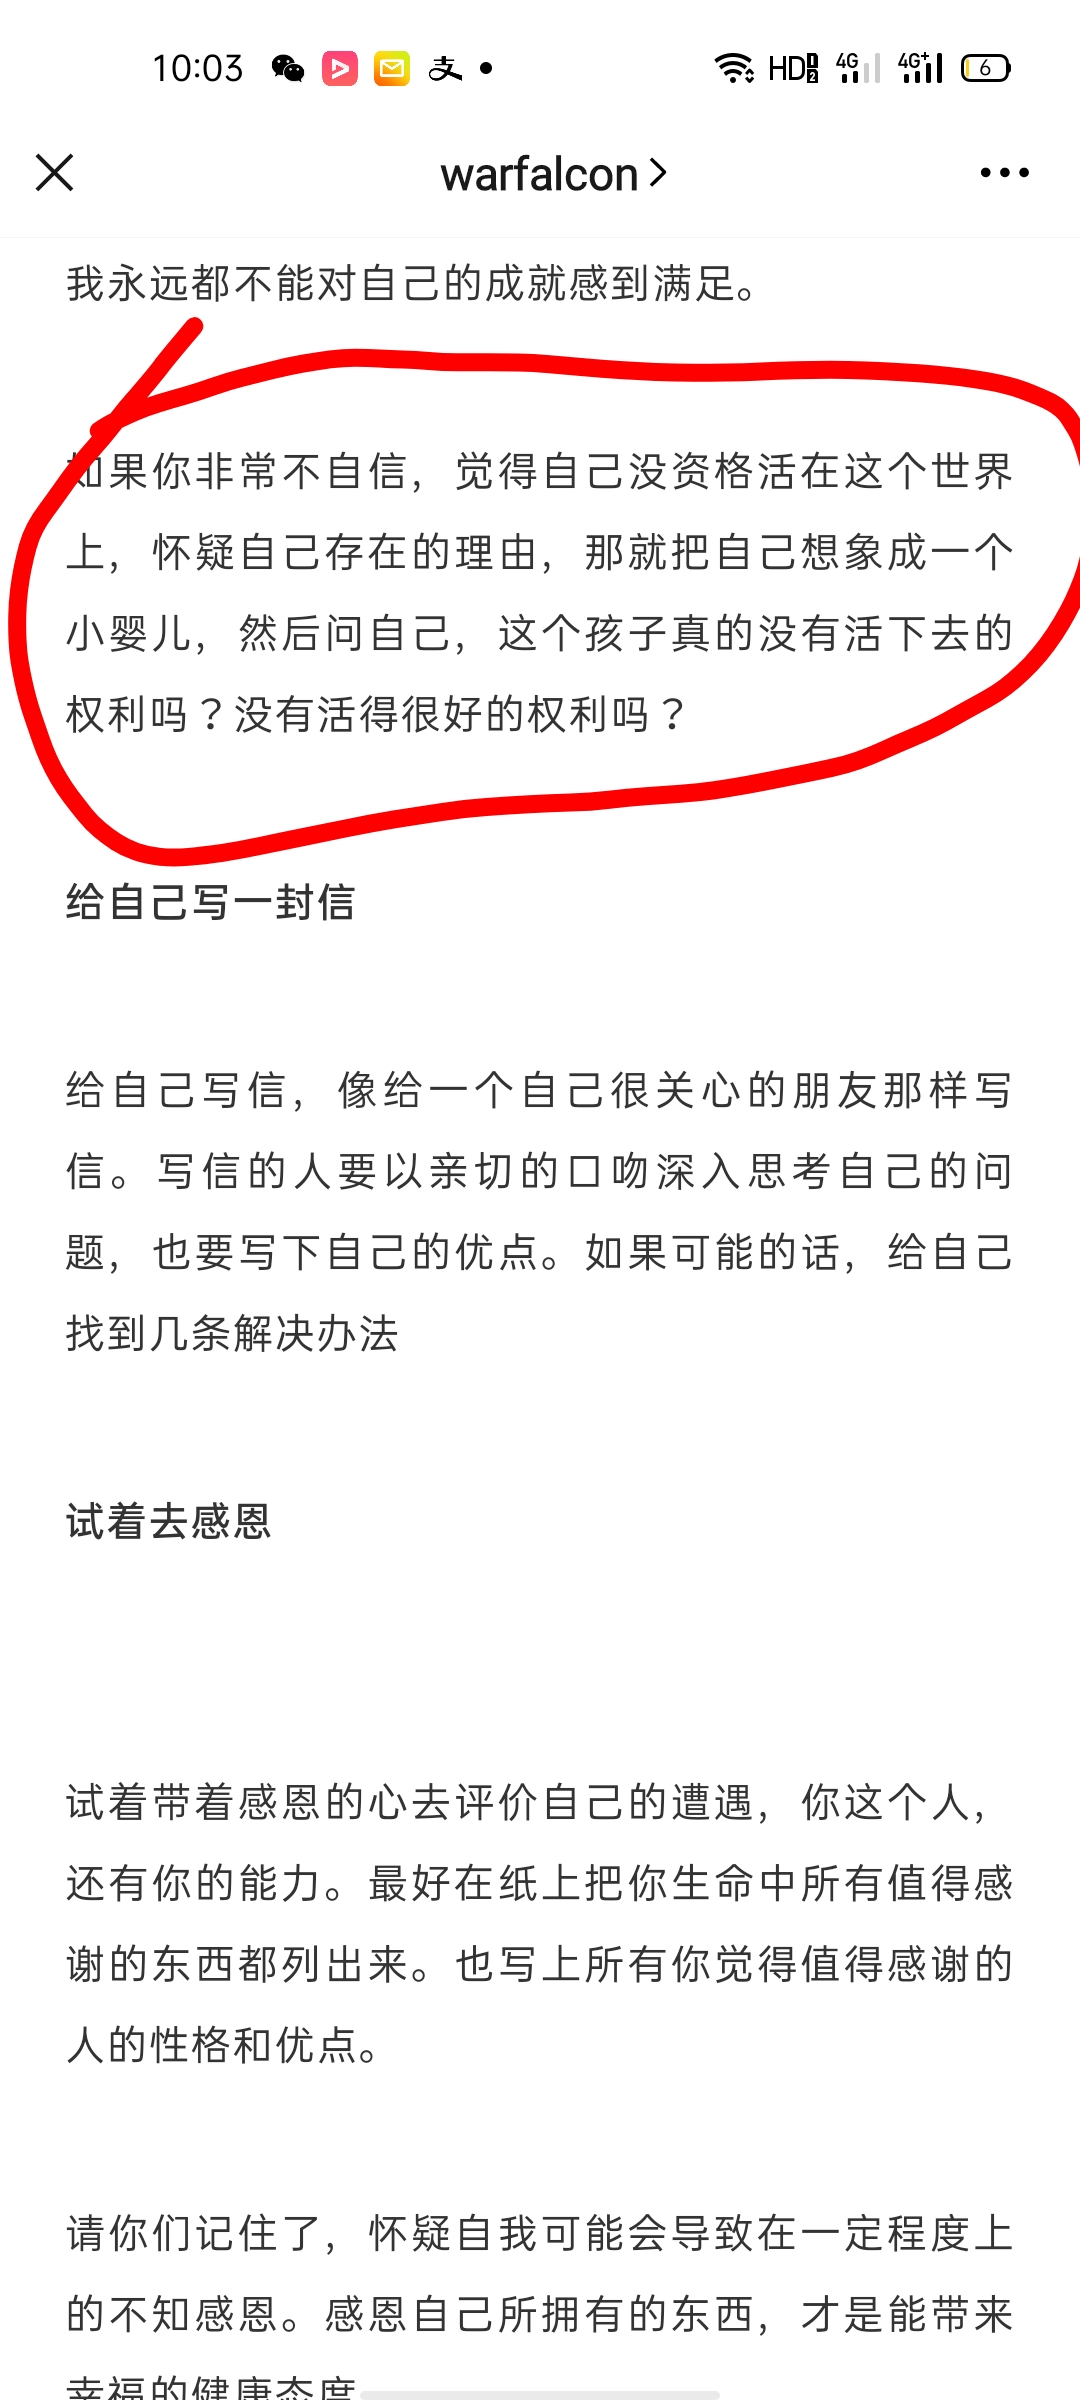 10:03 支 HD 1 2 4G 4G+ 6
warfalcon
我永远都不能对自己的成就感到满足。
如果你非常不自信，觉得自己没资格活在这个世界
上，怀疑自己存在的理由，那就把自己想象成一个
小婴儿，然后问自己，这个孩子真的没有活下去的
权利吗？没有活得很好的权利吗？
给自己写一封信
给自己写信，像给一个自己很关心的朋友那样写
信。写信的人要以亲切的口吻深入思考自己的问
题，也要写下自己的优点。如果可能的话，给自己
找到几条解决办法
试着去感恩
试着带着感恩的心去评价自己的遭遇，你这个人，
还有你的能力。最好在纸上把你生命中所有值得感
谢的东西都列出来。也写上所有你觉得值得感谢的
人的性格和优点。
请你们记住了，怀疑自我可能会导致在一定程度上
的不知感恩。感恩自己所拥有的东西，才是能带来
幸福的健康态度